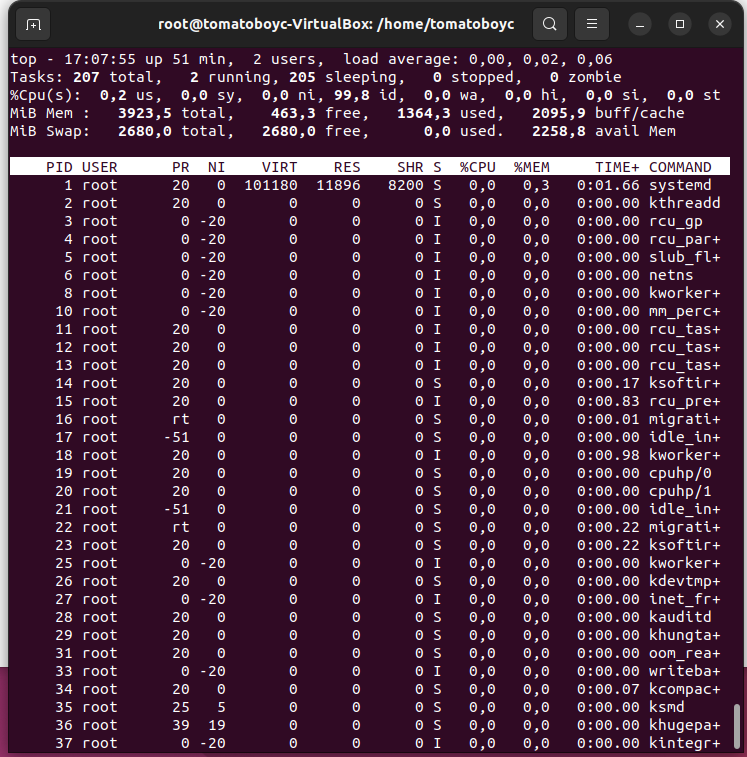 root@tomatoboyc-VirtualBox: /home/tomatoboyc
top - 17:07:55 up 51 min,  2 users,  load average: 0,00, 0,02, 0,06
Tasks: 207 total,   2 running, 205 sleeping,   0 stopped,   0 zombie
%Cpu(s):  0,2 us,  0,0 sy,  0,0 ni, 99,8 id,  0,0 wa,  0,0 hi,  0,0 si,  0,0 st
MiB Mem :   3923,5 total,    463,3 free,   1364,3 used,   2095,9 buff/cache
MiB Swap:   2680,0 total,   2680,0 free,      0,0 used.   2258,8 avail Mem
PID USER      PR  NI    VIRT    RES    SHR S  %CPU  %MEM     TIME+ COMMAND
1 root      20   0  101180  11896   8200 S   0,0   0,3   0:01.66 systemd
2 root      20   0       0      0      0 S   0,0   0,0   0:00.00 kthreadd
3 root       0 -20       0      0      0 I   0,0   0,0   0:00.00 rcu_gp
4 root       0 -20       0      0      0 I   0,0   0,0   0:00.00 rcu_par+
5 root       0 -20       0      0      0 I   0,0   0,0   0:00.00 slub_fl+
6 root       0 -20       0      0      0 I   0,0   0,0   0:00.00 netns
8 root       0 -20       0      0      0 I   0,0   0,0   0:00.00 kworker+
10 root       0 -20       0      0      0 I   0,0   0,0   0:00.00 mm_perc+
11 root      20   0       0      0      0 I   0,0   0,0   0:00.00 rcu_tas+
12 root      20   0       0      0      0 I   0,0   0,0   0:00.00 rcu_tas+
13 root      20   0       0      0      0 I   0,0   0,0   0:00.00 rcu_tas+
14 root      20   0       0      0      0 S   0,0   0,0   0:00.17 ksoftir+
15 root      20   0       0      0      0 I   0,0   0,0   0:00.83 rcu_pre+
16 root      rt   0       0      0      0 S   0,0   0,0   0:00.01 migrati+
17 root     -51   0       0      0      0 S   0,0   0,0   0:00.00 idle_in+
18 root      20   0       0      0      0 I   0,0   0,0   0:00.98 kworker+
19 root      20   0       0      0      0 S   0,0   0,0   0:00.00 cpuhp/0
20 root      20   0       0      0      0 S   0,0   0,0   0:00.00 cpuhp/1
21 root     -51   0       0      0      0 S   0,0   0,0   0:00.00 idle_in+
22 root      rt   0       0      0      0 S   0,0   0,0   0:00.22 migrati+
23 root      20   0       0      0      0 S   0,0   0,0   0:00.22 ksoftir+
25 root       0 -20       0      0      0 I   0,0   0,0   0:00.00 kworker+
26 root      20   0       0      0      0 S   0,0   0,0   0:00.00 kdevtmp+
27 root       0 -20       0      0      0 I   0,0   0,0   0:00.00 inet_fr+
28 root      20   0       0      0      0 S   0,0   0,0   0:00.00 kauditd
29 root      20   0       0      0      0 S   0,0   0,0   0:00.00 khungta+
31 root      20   0       0      0      0 S   0,0   0,0   0:00.00 oom_rea+
33 root       0 -20       0      0      0 I   0,0   0,0   0:00.00 writeba+
34 root      20   0       0      0      0 S   0,0   0,0   0:00.07 kcompac+
35 root      25   5       0      0      0 S   0,0   0,0   0:00.00 ksmd
36 root      39  19       0      0      0 S   0,0   0,0   0:00.00 khugepa+
37 root       0 -20       0      0      0 I   0,0   0,0   0:00.00 kintegr+